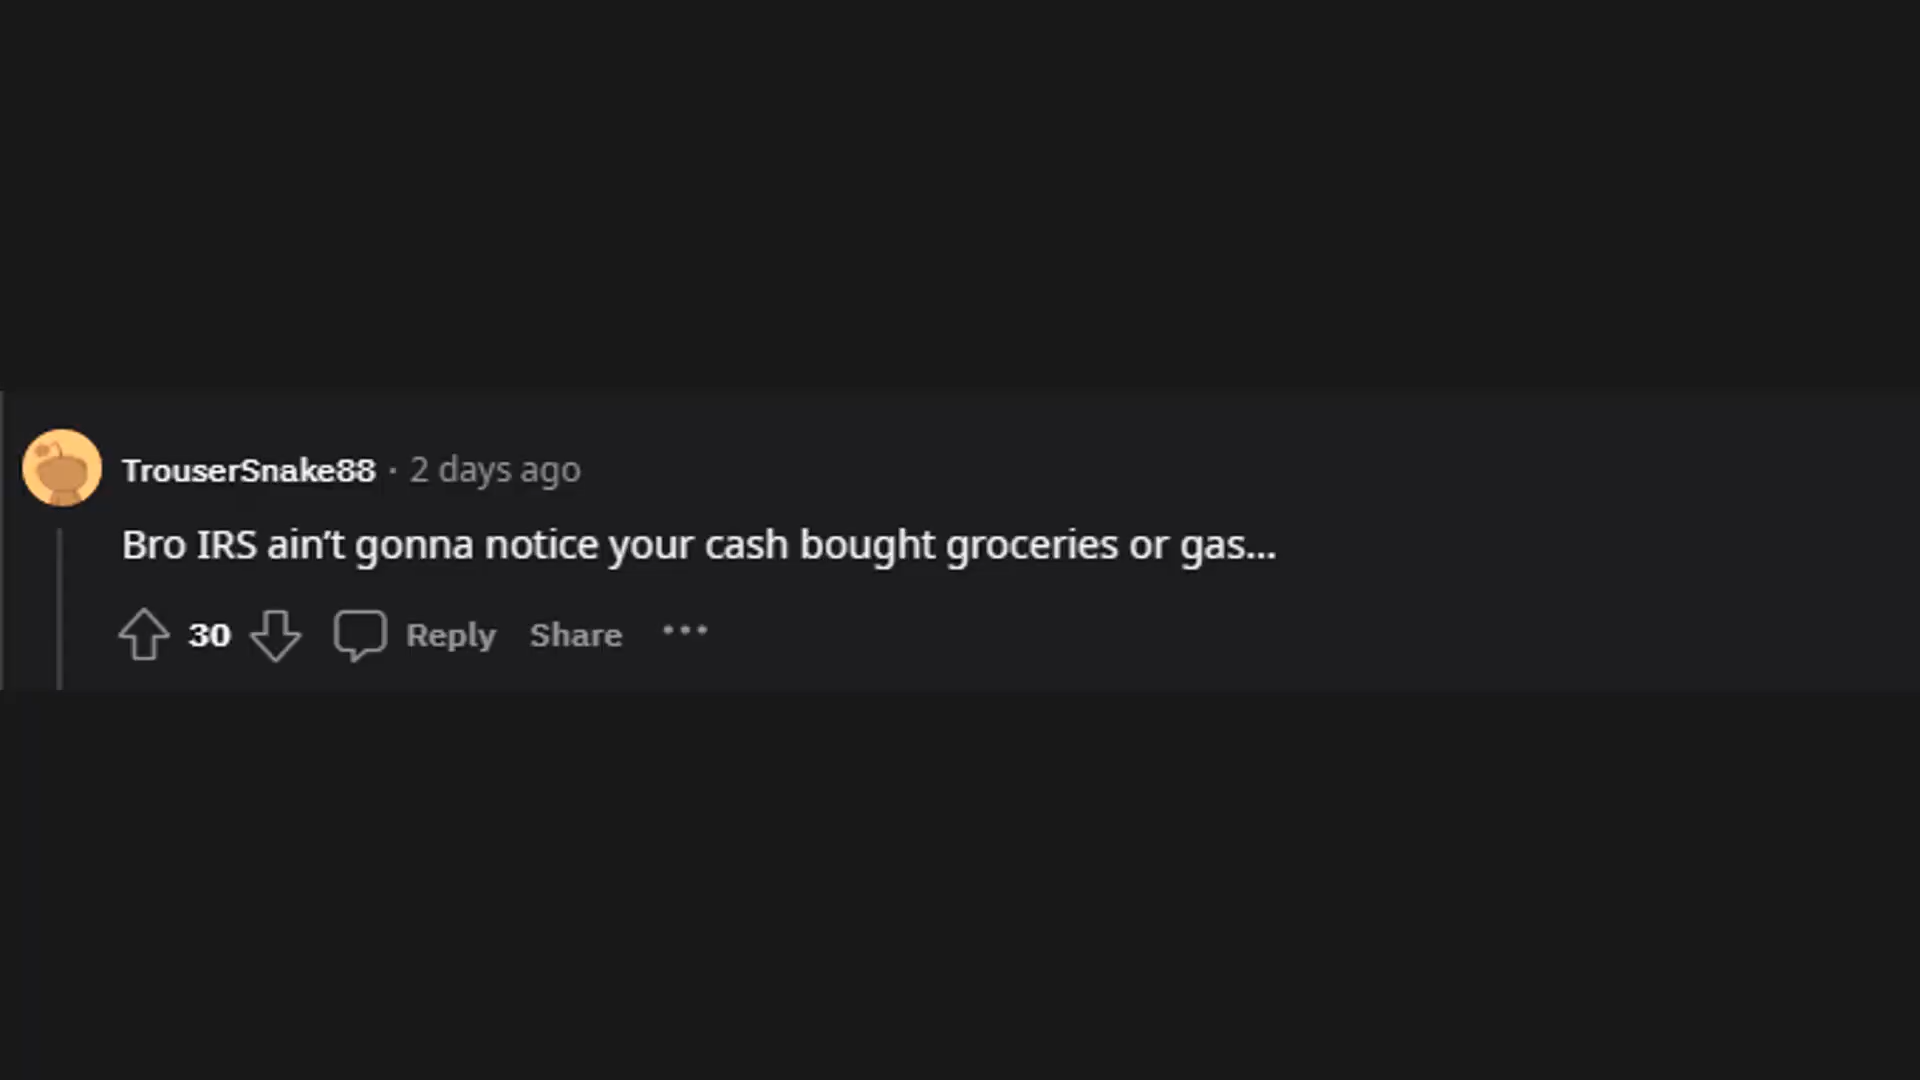 TrouserSnake88 · 2 days ago
Bro IRS ain’t gonna notice your cash bought groceries or gas...
30 Reply Share ···